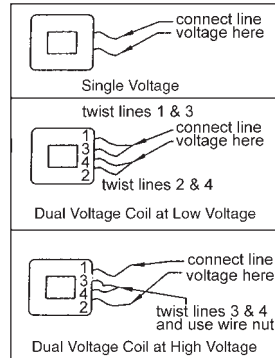 connect line
voltage here
Single Voltage
twist lines 1 & 3
1
3
4
2
connect line
voltage here
twist lines 2 & 4
Dual Voltage Coil at Low Voltage
1
3
4
2
connect line
voltage here
twist lines 3 & 4
and use wire nut
Dual Voltage Coil at High Voltage